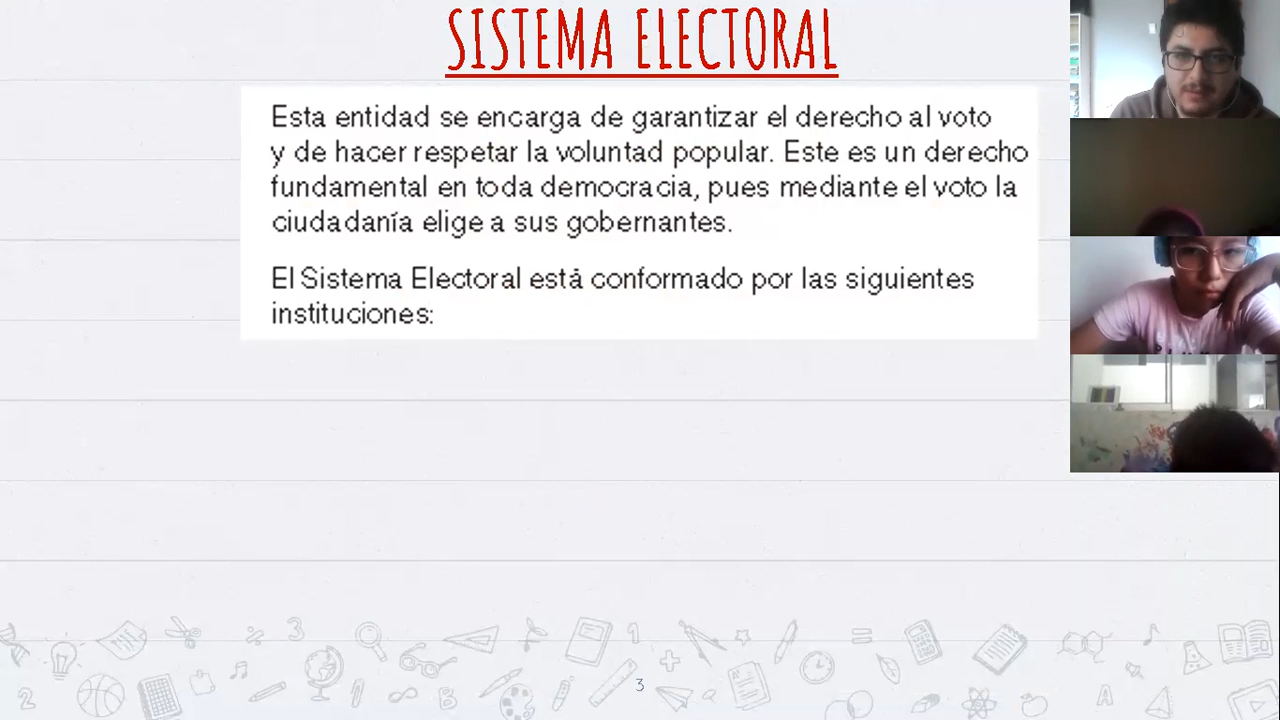 SISTEMA ELECTORAL
Esta entidad se encarga de garantizar el derecho al voto
y de hacer respetar la voluntad popular. Este es un derecho
fundamental en toda democracia, pues mediante el voto la
ciudadanía elige a sus gobernantes.
El Sistema Electoral está conformado por las siguientes
instituciones:
3